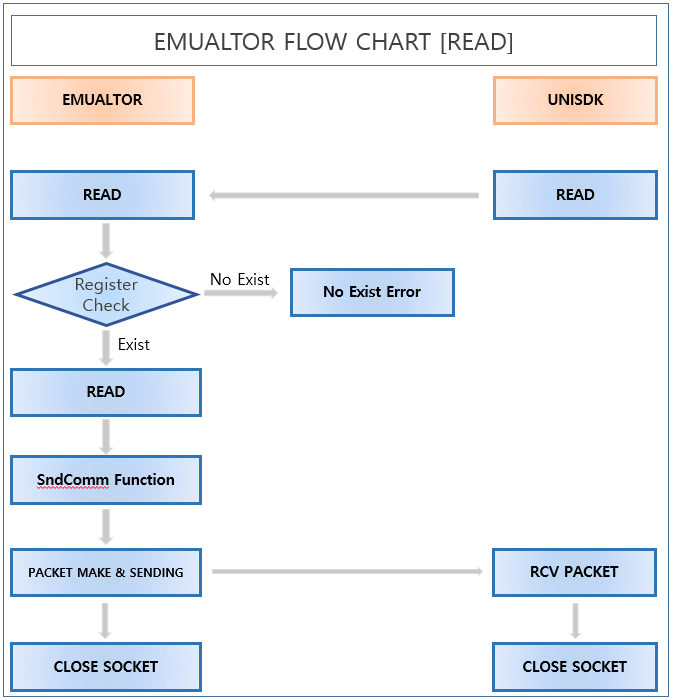 EMUALTOR FLOW CHART [READ]
EMUALTOR
UNISDK
READ
READ
Register
Check
No Exist
No Exist Error
Exist
READ
SndComm Function
PACKET MAKE & SENDING
RCV PACKET
CLOSE SOCKET
CLOSE SOCKET